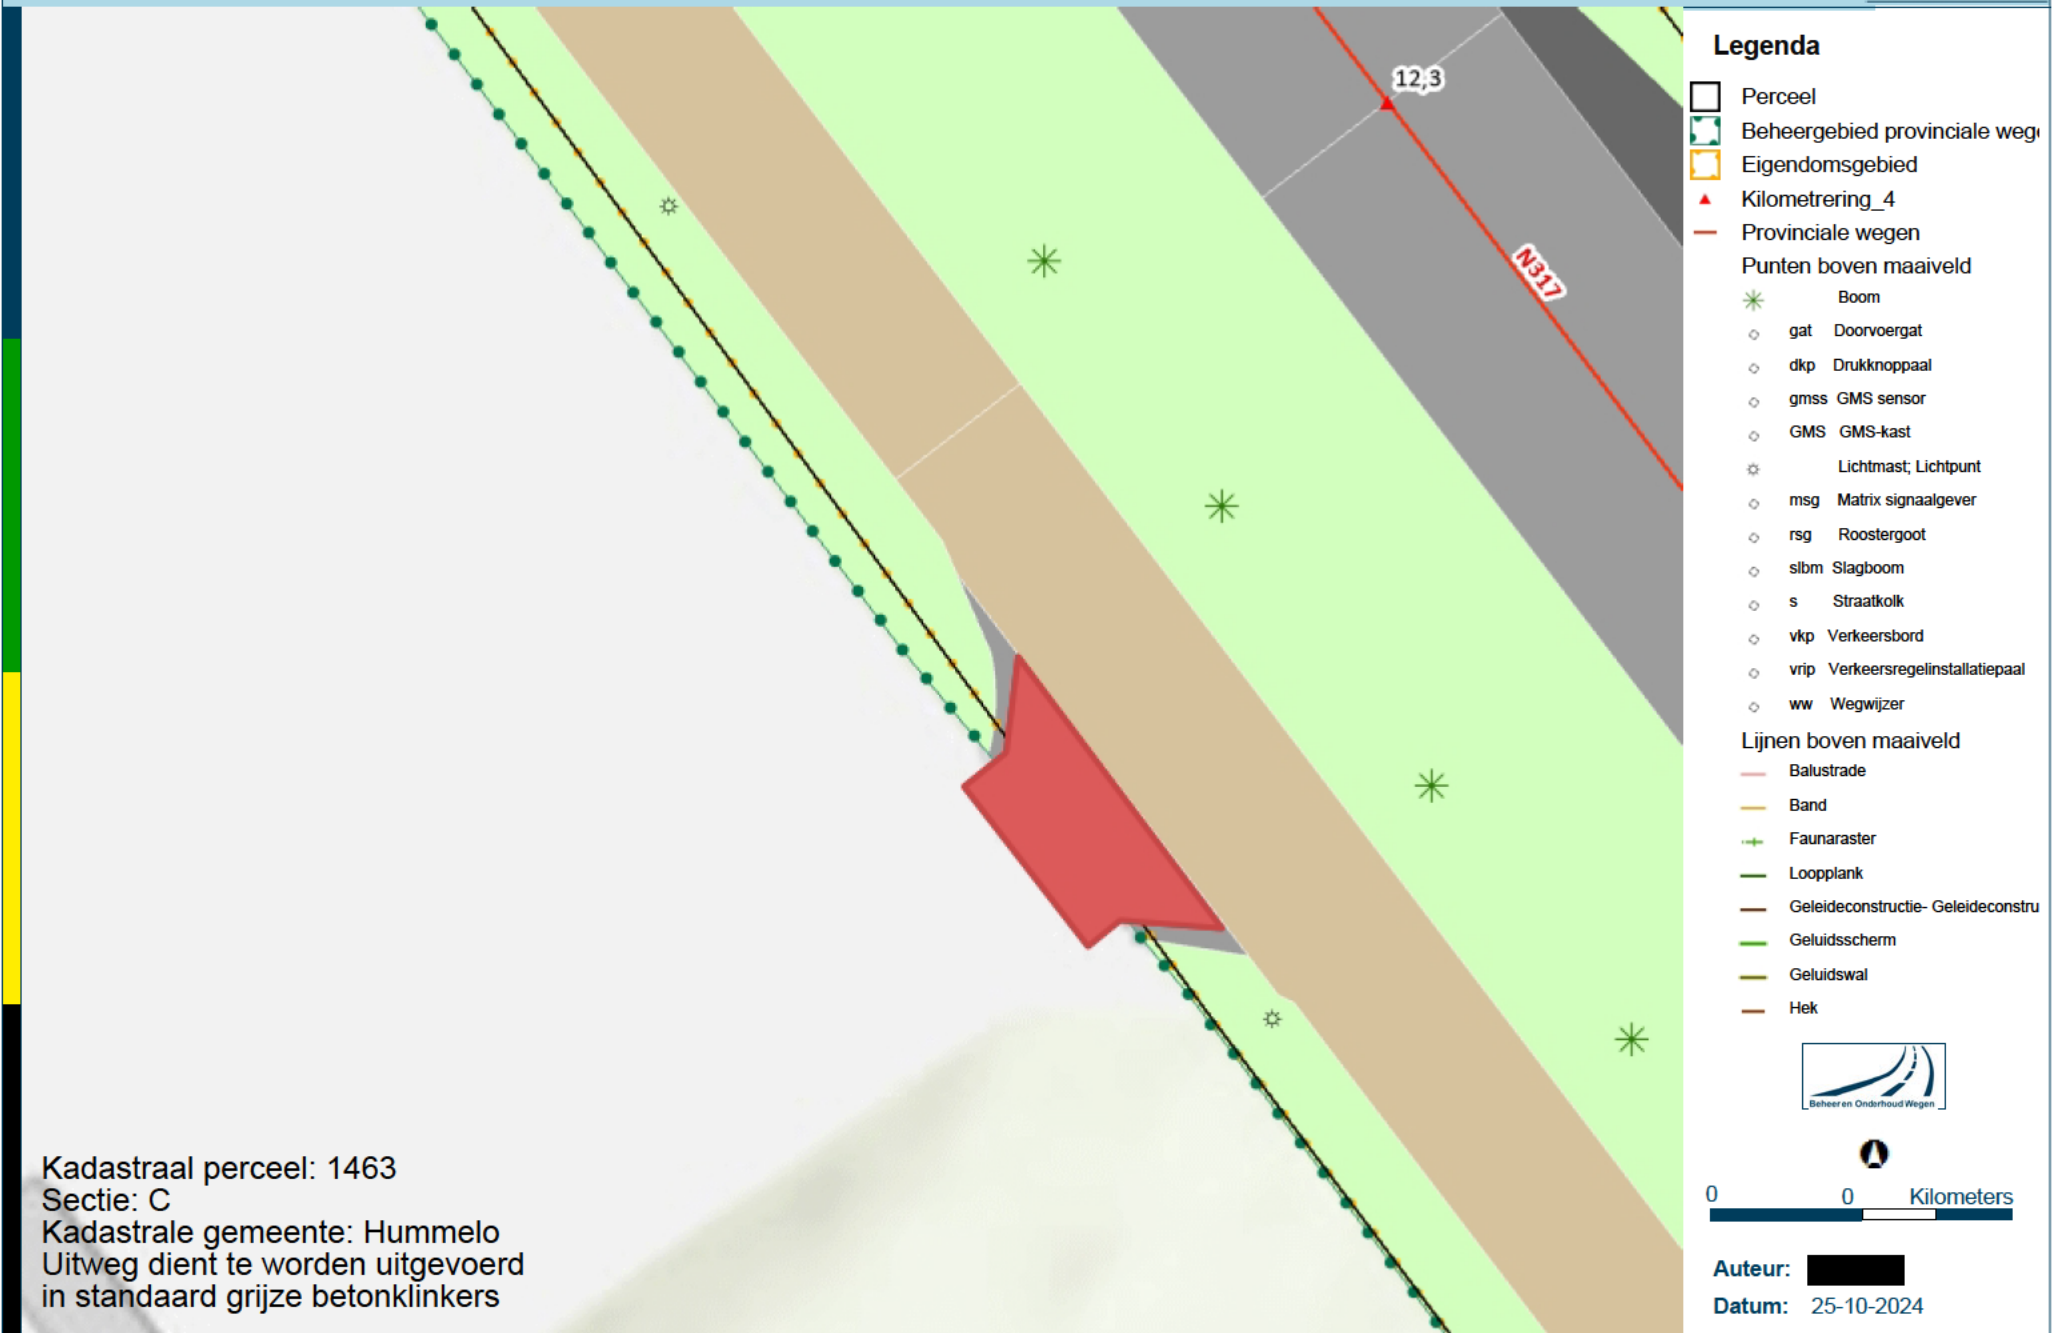 12,3
N317
Kadastraal perceel: 1463
Sectie: C
Kadastrale gemeente: Hummelo
Uitweg dient te worden uitgevoerd
in standaard grijze betonklinkers
Legenda
Perceel
Beheergebied provinciale wege
Eigendomsgebied
Kilometrering_4
Provinciale wegen
Punten boven maaiveld
Boom
gat Doorvoergat
dkp Drukknoppaal
gmss GMS sensor
GMS GMS-kast
Lichtmast; Lichtpunt
msg Matrix signaalgever
rsg Roostergoot
slbm Slagboom
s Straatkolk
vkp Verkeersbord
vrip Verkeersregelinstallatiepaal
ww Wegwijzer
Lijnen boven maaiveld
Balustrade
Band
Faunaraster
Loopplank
Geleideconstructie- Geleideconstru
Geluidsscherm
Geluidswal
Hek
Beheer en Onderhoud Wegen
0 0 Kilometers
Auteur:
Datum: 25-10-2024